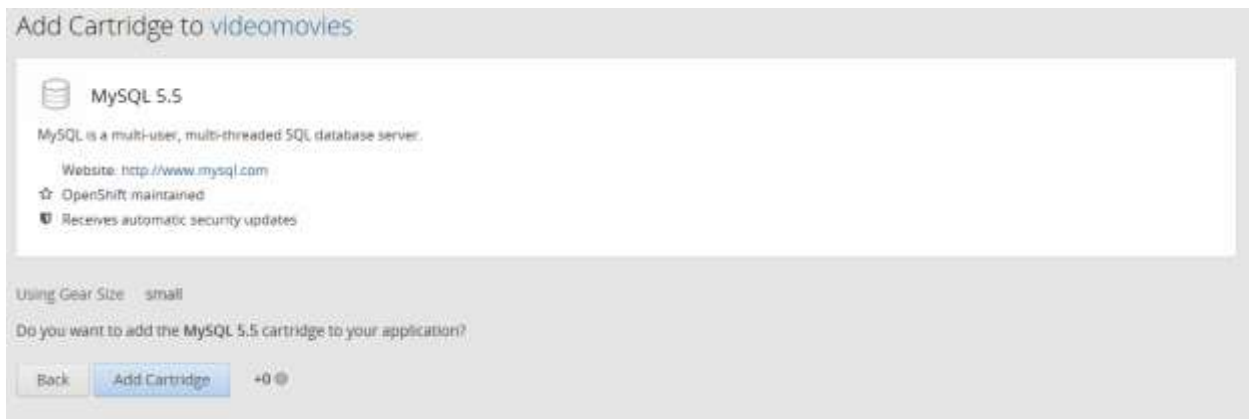 Add Cartridge to videomovies
MySQL 5.5
MySQL is a multi-user, multi-threaded SQL database server.
Website: http://www.mysql.com
OpenShift maintained
Receives automatic security updates
Using Gear Size small
Do you want to add the MySQL 5.5 cartridge to your application?
Back Add Cartridge +0